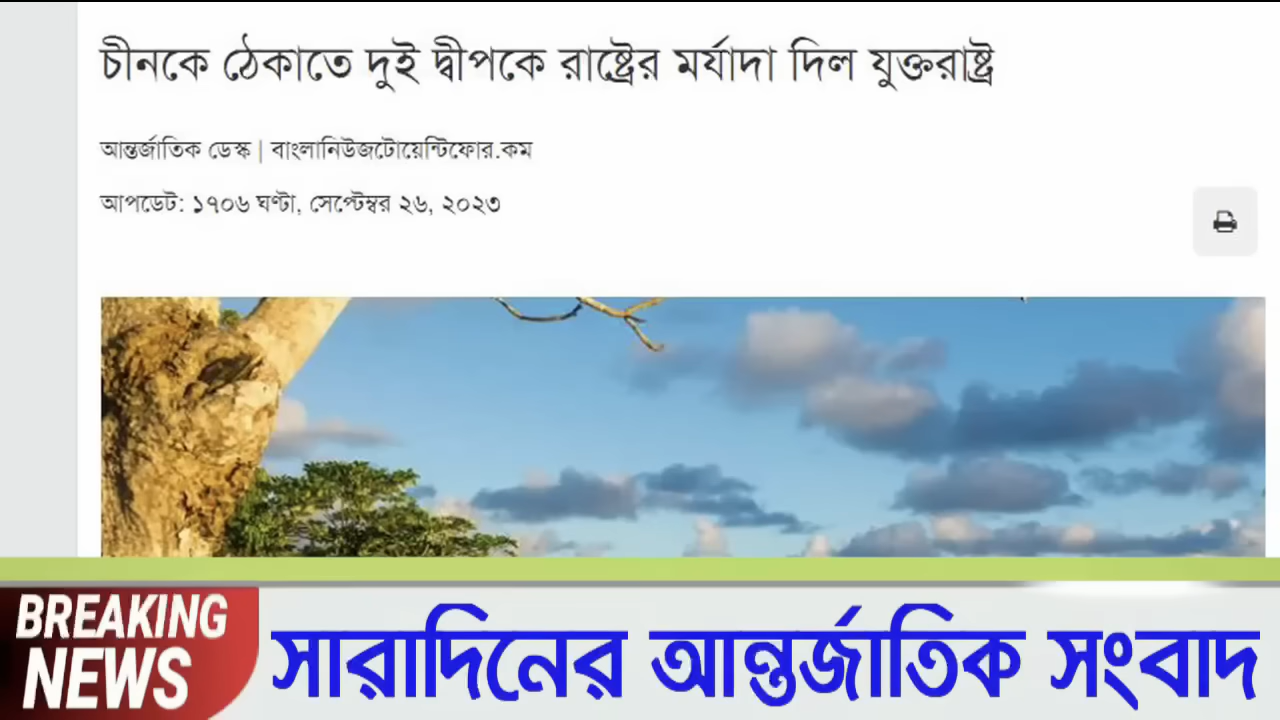 চীনকে ঠেকাতে দুই দ্বীপকে রাষ্ট্রের মর্যাদা দিল যুক্তরাষ্ট্র
আন্তর্জাতিক ডেস্ক | বাংলানিউজটোয়েন্টিফোর.কম
আপডেট: ১৭০৬ ঘণ্টা, সেপ্টেম্বর ২৬, ২০২৩
BREAKING
NEWS
সারাদিনের আন্তর্জাতিক সংবাদ